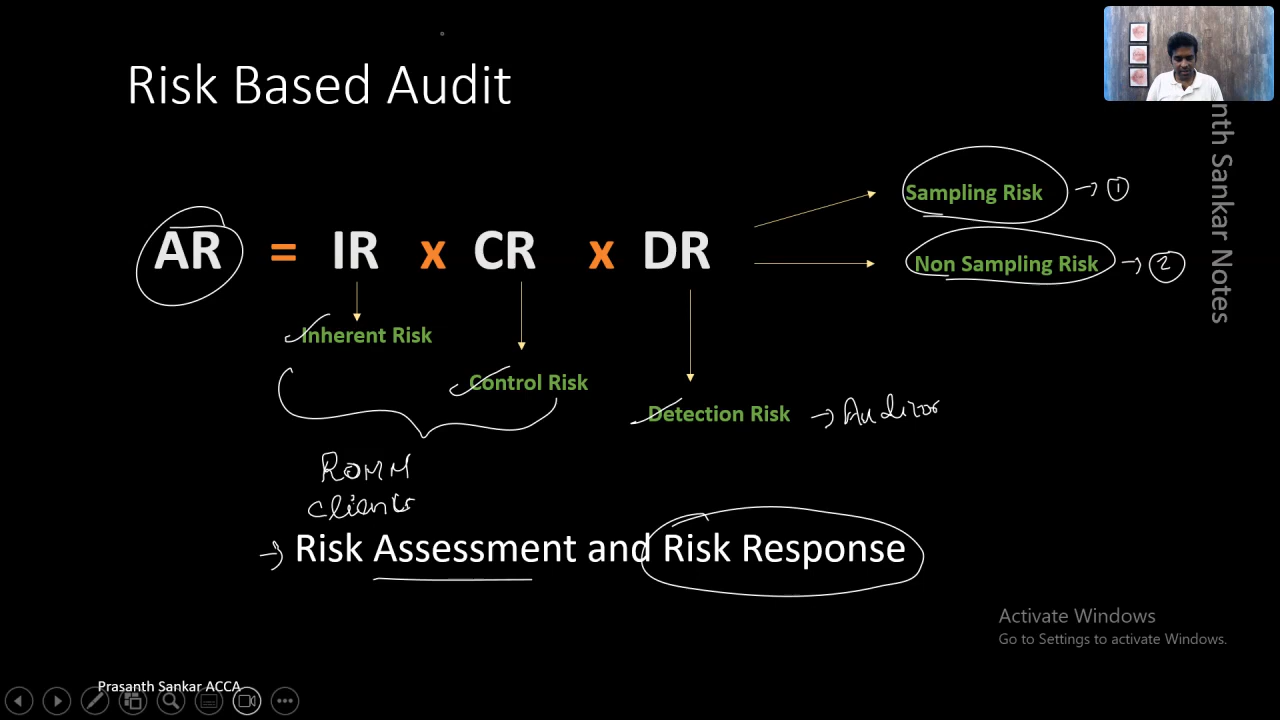 Risk Based Audit
Sampling Risk → 1
AR = IR x CR x DR
Non Sampling Risk → 2
Inherent Risk
Control Risk
Detection Risk → Auditor
ROMM
Client
→ Risk Assessment and Risk Response
nth Sankar Notes
Activate Windows
Go to Settings to activate Windows.
Prasanth Sankar ACCA